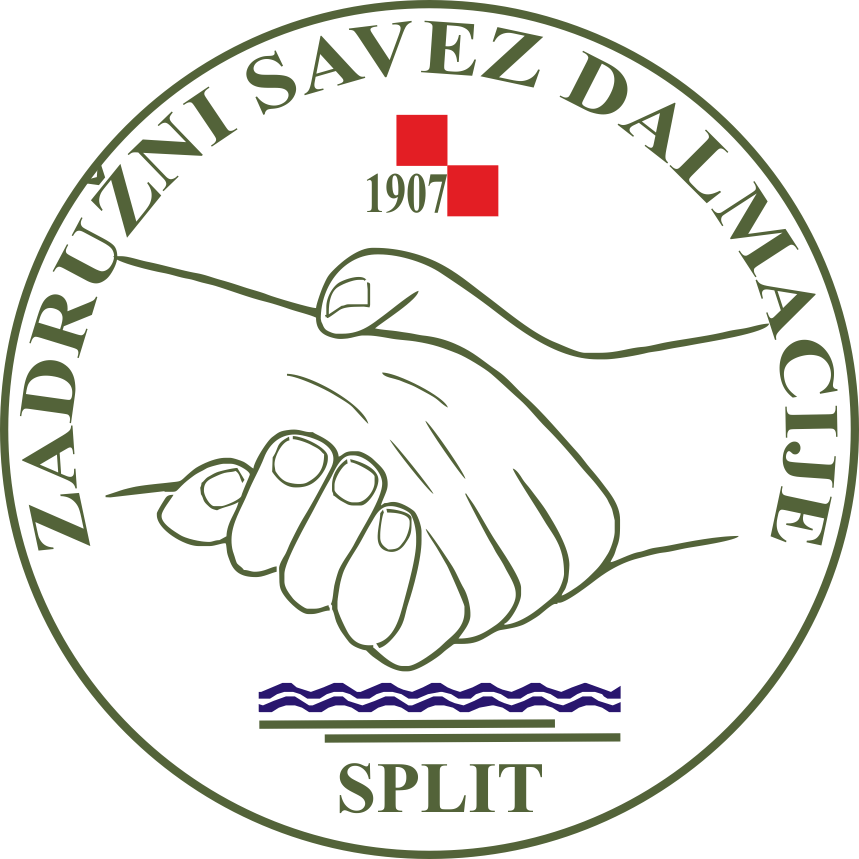 ZADRUŽNI SAVEZ DALMACIJE
1907
SPLIT